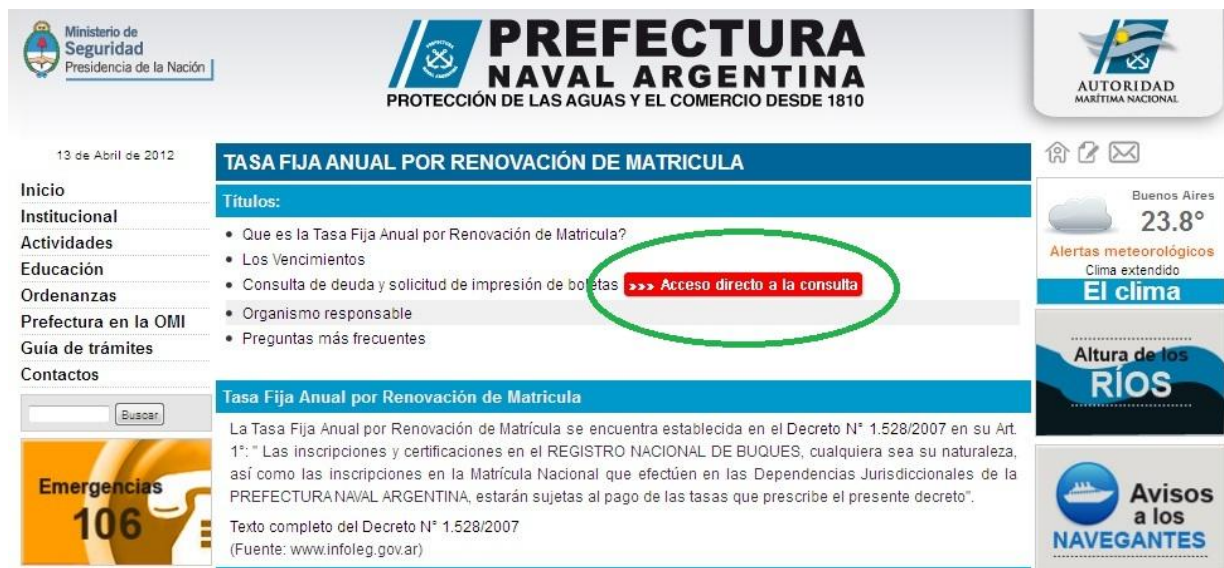 Ministerio de
Seguridad
Presidencia de la Nación
PREFECTURA
NAVAL ARGENTINA
PROTECCIÓN DE LAS AGUAS Y EL COMERCIO DESDE 1810
AUTORIDAD
MARÍTIMA NACIONAL
13 de Abril de 2012
Inicio
Institucional
Actividades
Educación
Ordenanzas
Prefectura en la OMI
Guía de trámites
Contactos
Buscar
Emergencias
106
TASA FIJA ANUAL POR RENOVACIÓN DE MATRICULA
Títulos:
• Que es la Tasa Fija Anual por Renovación de Matricula?
• Los Vencimientos
• Consulta de deuda y solicitud de impresión de boletas >>> Acceso directo a la consulta
• Organismo responsable
• Preguntas más frecuentes
Tasa Fija Anual por Renovación de Matricula
La Tasa Fija Anual por Renovación de Matrícula se encuentra establecida en el Decreto N° 1.528/2007 en su Art.
1°: " Las inscripciones y certificaciones en el REGISTRO NACIONAL DE BUQUES, cualquiera sea su naturaleza,
así como las inscripciones en la Matrícula Nacional que efectúen en las Dependencias Jurisdiccionales de la
PREFECTURA NAVAL ARGENTINA, estarán sujetas al pago de las tasas que prescribe el presente decreto".
Texto completo del Decreto N° 1.528/2007
(Fuente: www.infoleg.gov.ar)
Buenos Aires
23.8°
Alertas meteorológicos
Clima extendido
El clima
Altura de los
RÍOS
Avisos
a los
NAVEGANTES